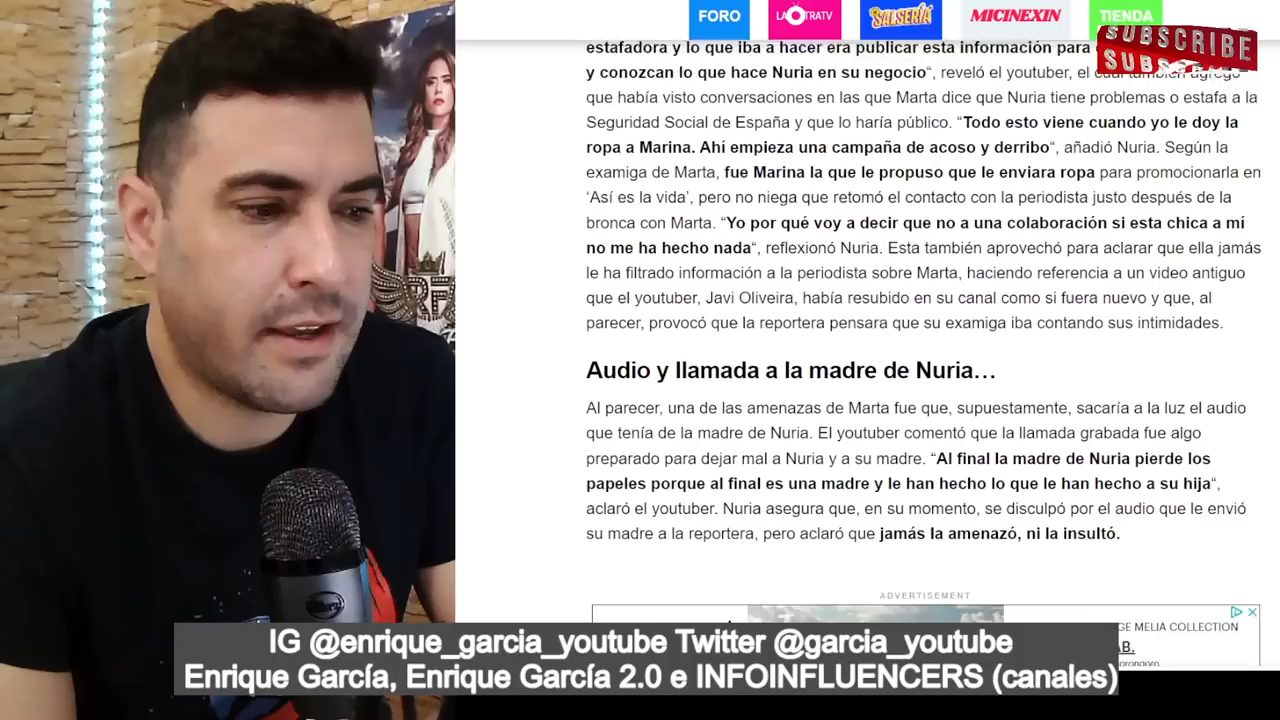 FORO
LAOTRATV
SALSERÍA
MICINEXIN
TIENDA
SUBSCRIBE
estafadora y lo que iba a hacer era publicar esta información para
y conozcan lo que hace Nuria en su negocio“, reveló el youtuber, el cual también agregó
que había visto conversaciones en las que Marta dice que Nuria tiene problemas o estafa a la
Seguridad Social de España y que lo haría público. “Todo esto viene cuando yo le doy la
ropa a Marina. Ahí empieza una campaña de acoso y derribo“, añadió Nuria. Según la
examiga de Marta, fue Marina la que le propuso que le enviara ropa para promocionarla en
‘Así es la vida’, pero no niega que retomó el contacto con la periodista justo después de la
bronca con Marta. “Yo por qué voy a decir que no a una colaboración si esta chica a mí
no me ha hecho nada“, reflexionó Nuria. Esta también aprovechó para aclarar que ella jamás
le ha filtrado información a la periodista sobre Marta, haciendo referencia a un video antiguo
que el youtuber, Javi Oliveira, había resubido en su canal como si fuera nuevo y que, al
parecer, provocó que la reportera pensara que su examiga iba contando sus intimidades.
Audio y llamada a la madre de Nuria…
Al parecer, una de las amenazas de Marta fue que, supuestamente, sacaría a la luz el audio
que tenía de la madre de Nuria. El youtuber comentó que la llamada grabada fue algo
preparado para dejar mal a Nuria y a su madre. “Al final la madre de Nuria pierde los
papeles porque al final es una madre y le han hecho lo que le han hecho a su hija“,
aclaró el youtuber. Nuria asegura que, en su momento, se disculpó por el audio que le envió
su madre a la reportera, pero aclaró que jamás la amenazó, ni la insultó.
ADVERTISEMENT
GE MELIÁ COLLECTION
AB.
IG @enrique_garcia_youtube Twitter @garcia_youtube
Enrique García, Enrique García 2.0 e INFOINFLUENCERS (canales)